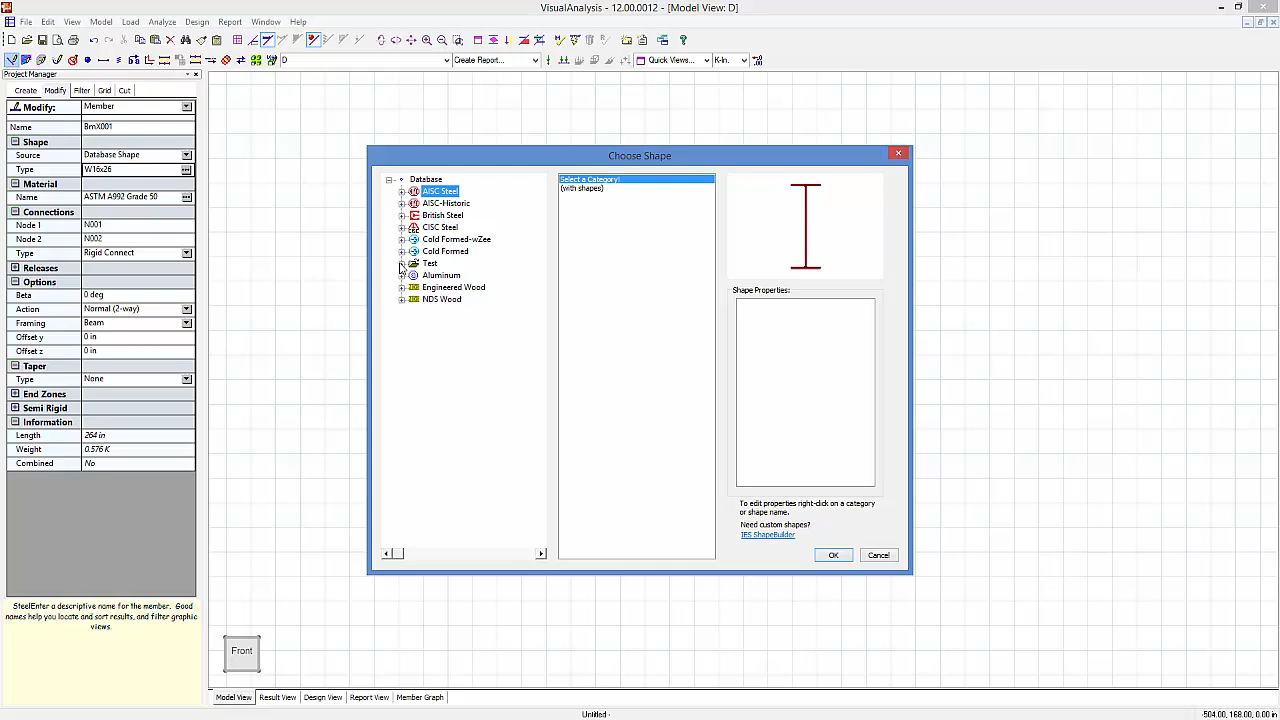 VisualAnalysis - 12.00.0012 - [Model View: D]
File Edit View Model Load Analyze Design Report Window Help
D Create Report... Quick Views... K-In.
Project Manager
Create Modify Filter Grid Cut
Modify: Member
Name BmX001
Shape
Source Database Shape
Type W16x26
Material
Name ASTM A992 Grade 50
Connections
Node 1 N001
Node 2 N002
Type Rigid Connect
Releases
Options
Beta 0 deg
Action Normal (2-way)
Framing Beam
Offset y 0 in
Offset z 0 in
Taper
Type None
End Zones
Semi Rigid
Information
Length 264 in
Weight 0.576 K
Combined No
SteelEnter a descriptive name for the member. Good
names help you locate and sort results, and filter graphic
views.
Choose Shape
Database
AISC Steel
AISC-Historic
British Steel
CISC Steel
Cold Formed-wZee
Cold Formed
Test
Aluminum
Engineered Wood
NDS Wood
Select a Category!
(with shapes)
Shape Properties:
To edit properties right-click on a category
or shape name.
Need custom shapes?
IES ShapeBuilder
OK Cancel
Front
Model View Result View Design View Report View Member Graph
Untitled -
-504.00, 168.00, 0.00 in